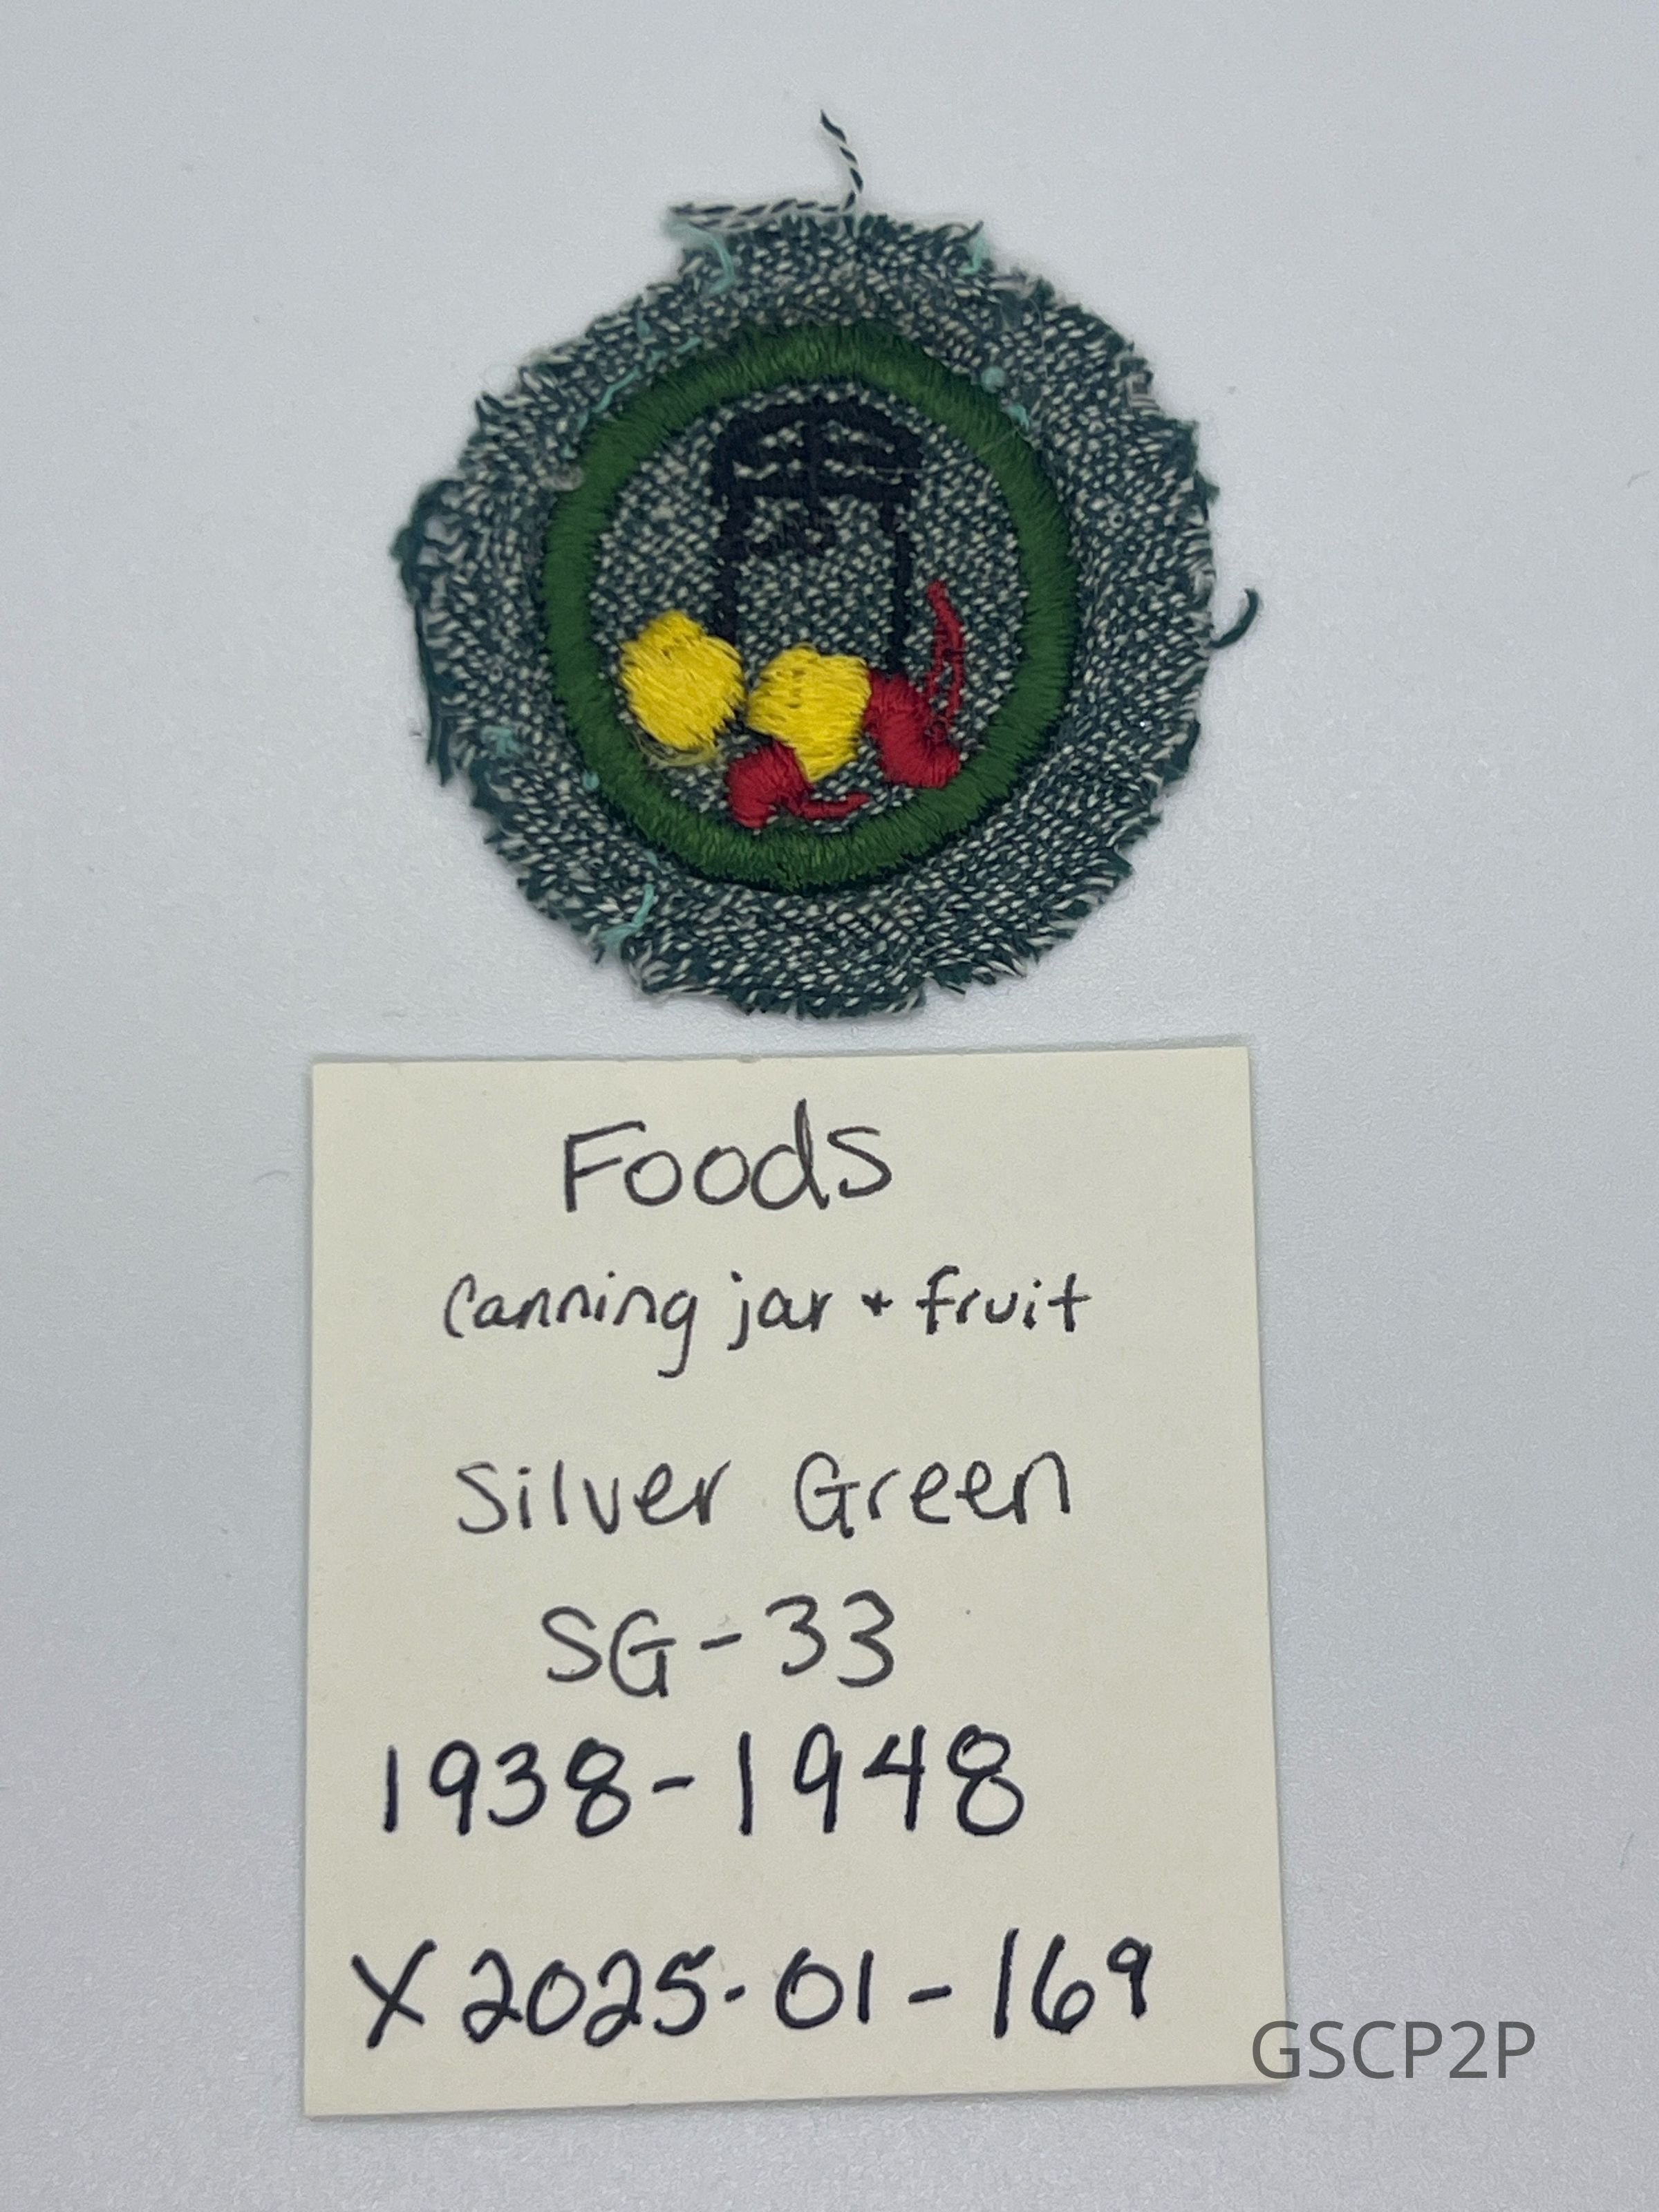 Foods
Canning jar + fruit
Silver Green
SG-33
1938-1948
X2025-01-169
GSCP2P